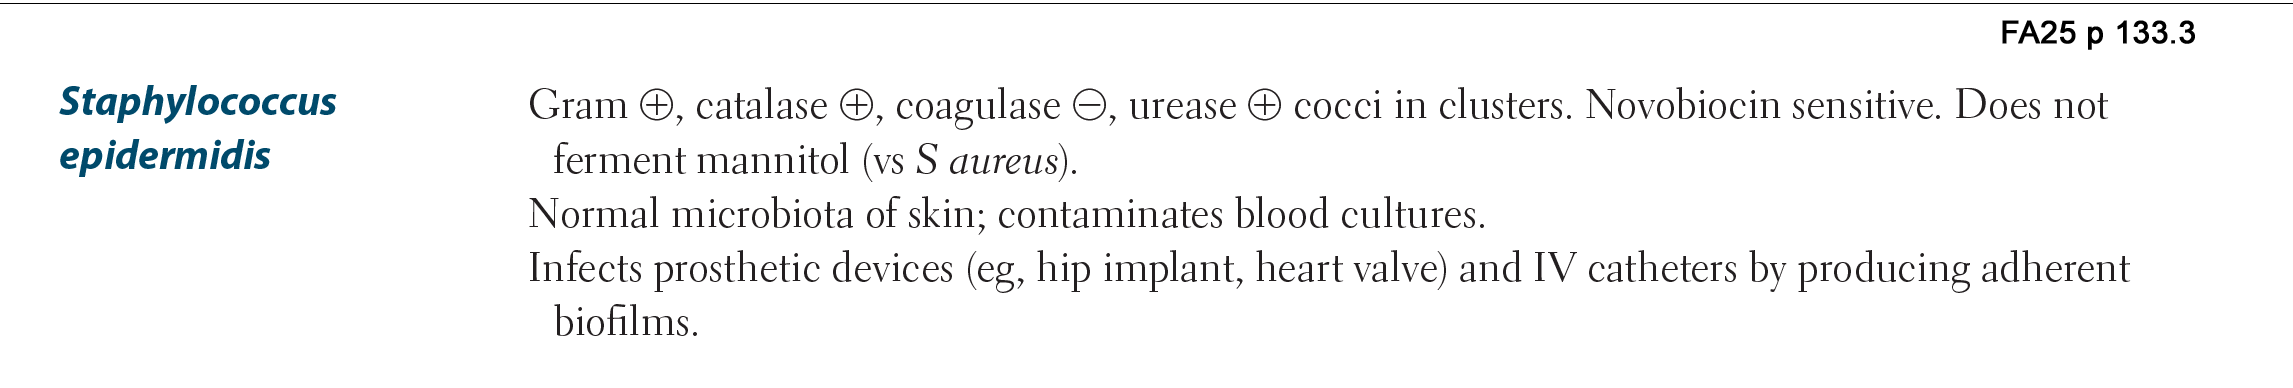 FA25 p 133.3
Staphylococcus
epidermidis
Gram ⊕, catalase ⊕, coagulase ⊖, urease ⊕ cocci in clusters. Novobiocin sensitive. Does not
ferment mannitol (vs S aureus).
Normal microbiota of skin; contaminates blood cultures.
Infects prosthetic devices (eg, hip implant, heart valve) and IV catheters by producing adherent
biofilms.